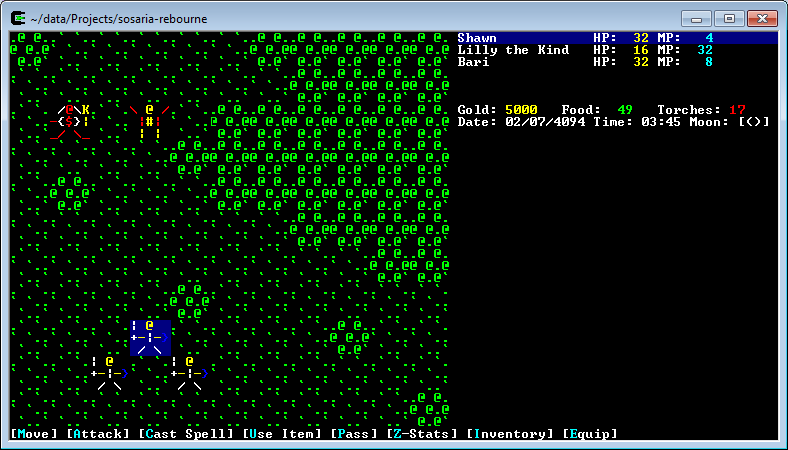 ~/data/Projects/sosaria-rebourne
Shawn HP: 32 MP: 4
Lilly the Kind HP: 16 MP: 32
Bari HP: 32 MP: 8
Gold: 5000 Food: 49 Torches: 17
Date: 02/07/4094 Time: 03:45 Moon: [()]
[Move] [Attack] [Cast Spell] [Use Item] [Pass] [Z-Stats] [Inventory] [Equip]